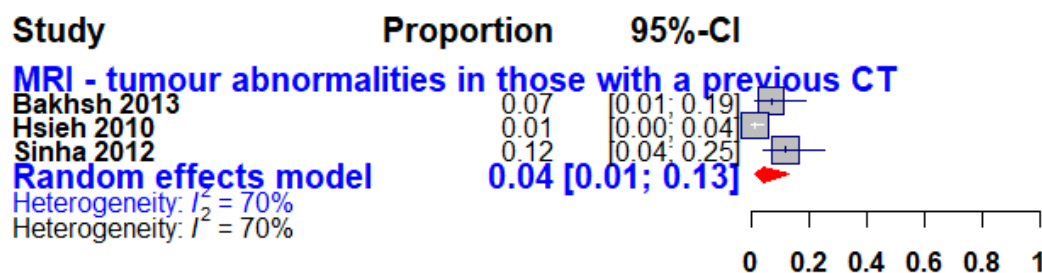 Study Proportion 95%-CI
MRI - tumour abnormalities in those with a previous CT
Bakhsh 2013 0.07 [0.01; 0.19]
Hsieh 2010 0.01 [0.00; 0.04]
Sinha 2012 0.12 [0.04; 0.25]
Random effects model 0.04 [0.01; 0.13]
Heterogeneity: I² = 70%
Heterogeneity: I² = 70%
0 0.2 0.4 0.6 0.8 1